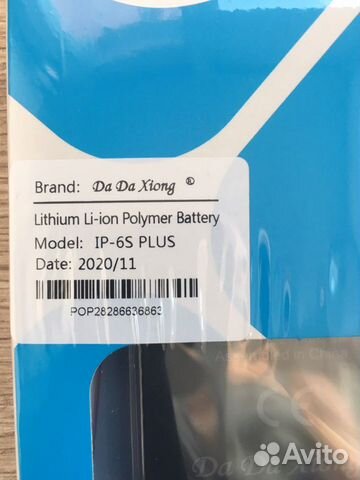 Brand: Da Da Xiong ®
Lithium Li-ion Polymer Battery
Model: IP-6S PLUS
Date: 2020/11
POP28286636863
Assembled in China
CE
Da Da Xiong
Avito